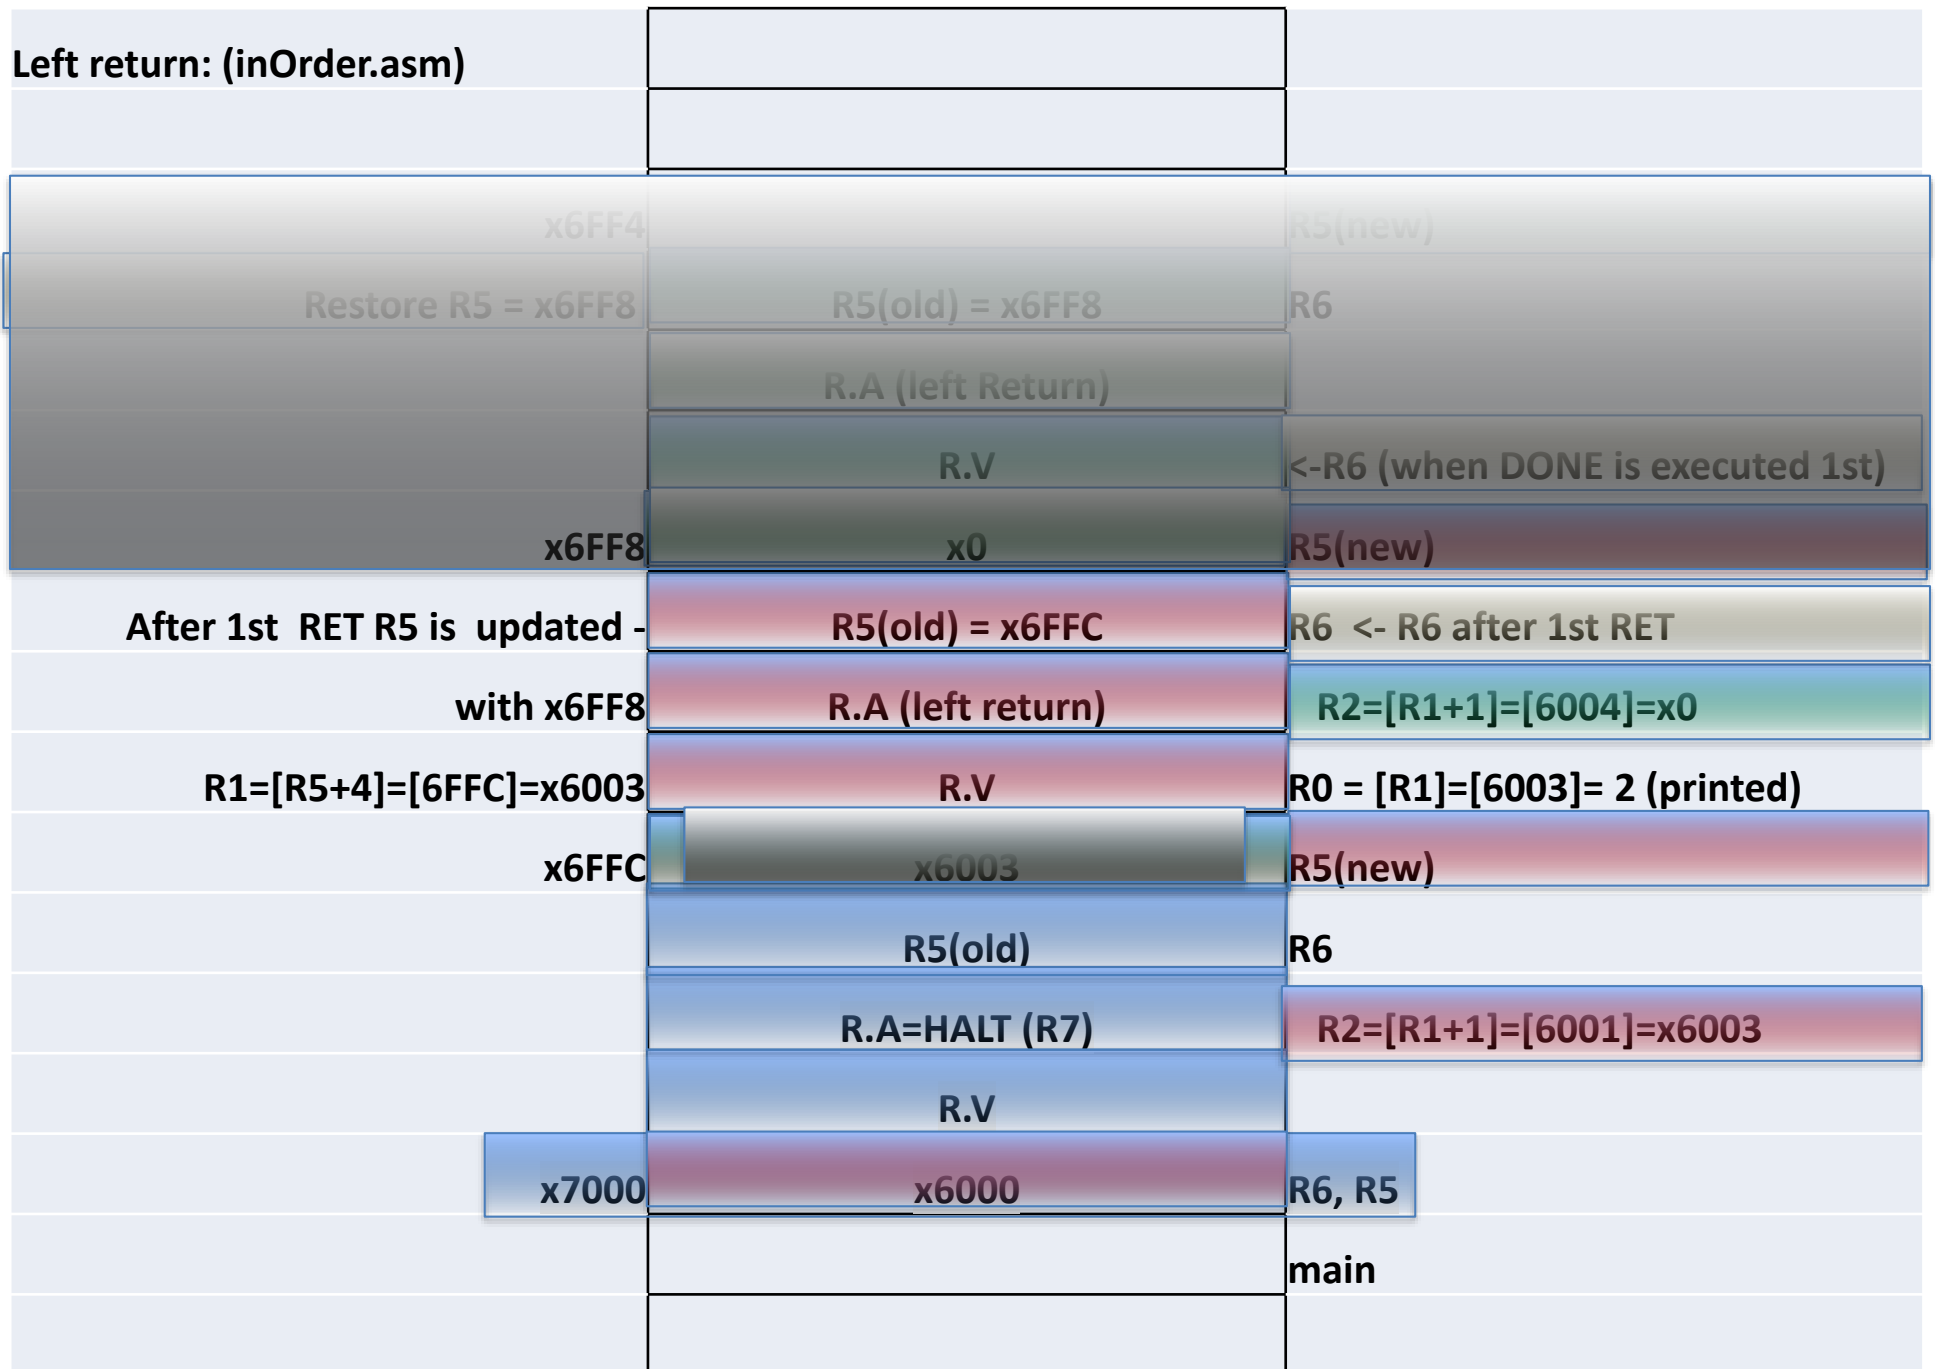 Left return: (inOrder.asm)
x6FF4 R5(new)
Restore R5 = x6FF8 R5(old) = x6FF8 R6
R.A (left Return)
R.V <-R6 (when DONE is executed 1st)
x6FF8 x0 R5(new)
After 1st RET R5 is updated - R5(old) = x6FFC R6 <- R6 after 1st RET
with x6FF8 R.A (left return) R2=[R1+1]=[6004]=x0
R1=[R5+4]=[6FFC]=x6003 R.V R0 = [R1]=[6003]= 2 (printed)
x6FFC x6003 R5(new)
R5(old) R6
R.A=HALT (R7) R2=[R1+1]=[6001]=x6003
R.V
x7000 x6000 R6, R5
main